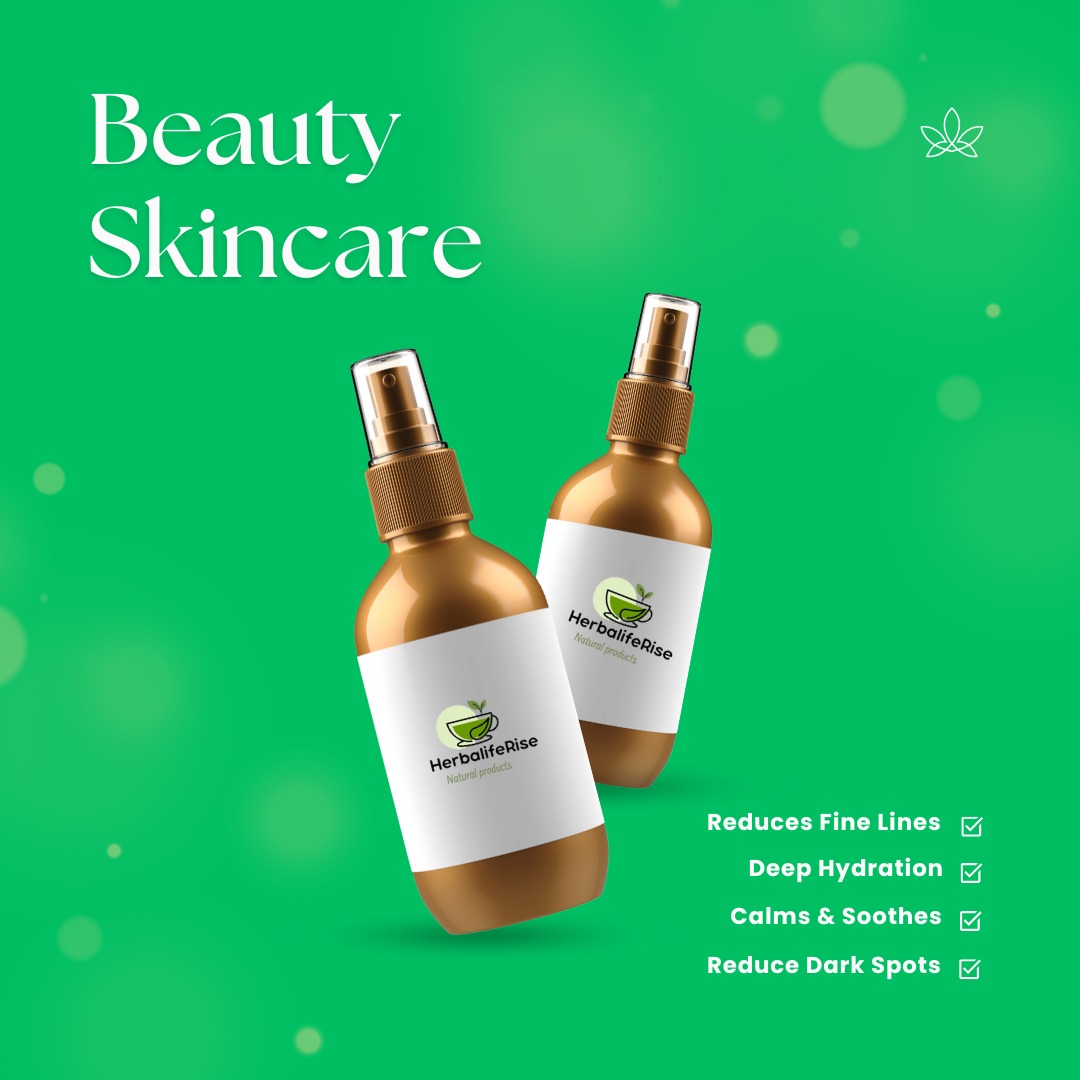 Beauty
Skincare
HerbalifeRise
Natural products
HerbalifeRise
Natural products
Reduces Fine Lines
Deep Hydration
Calms & Soothes
Reduce Dark Spots